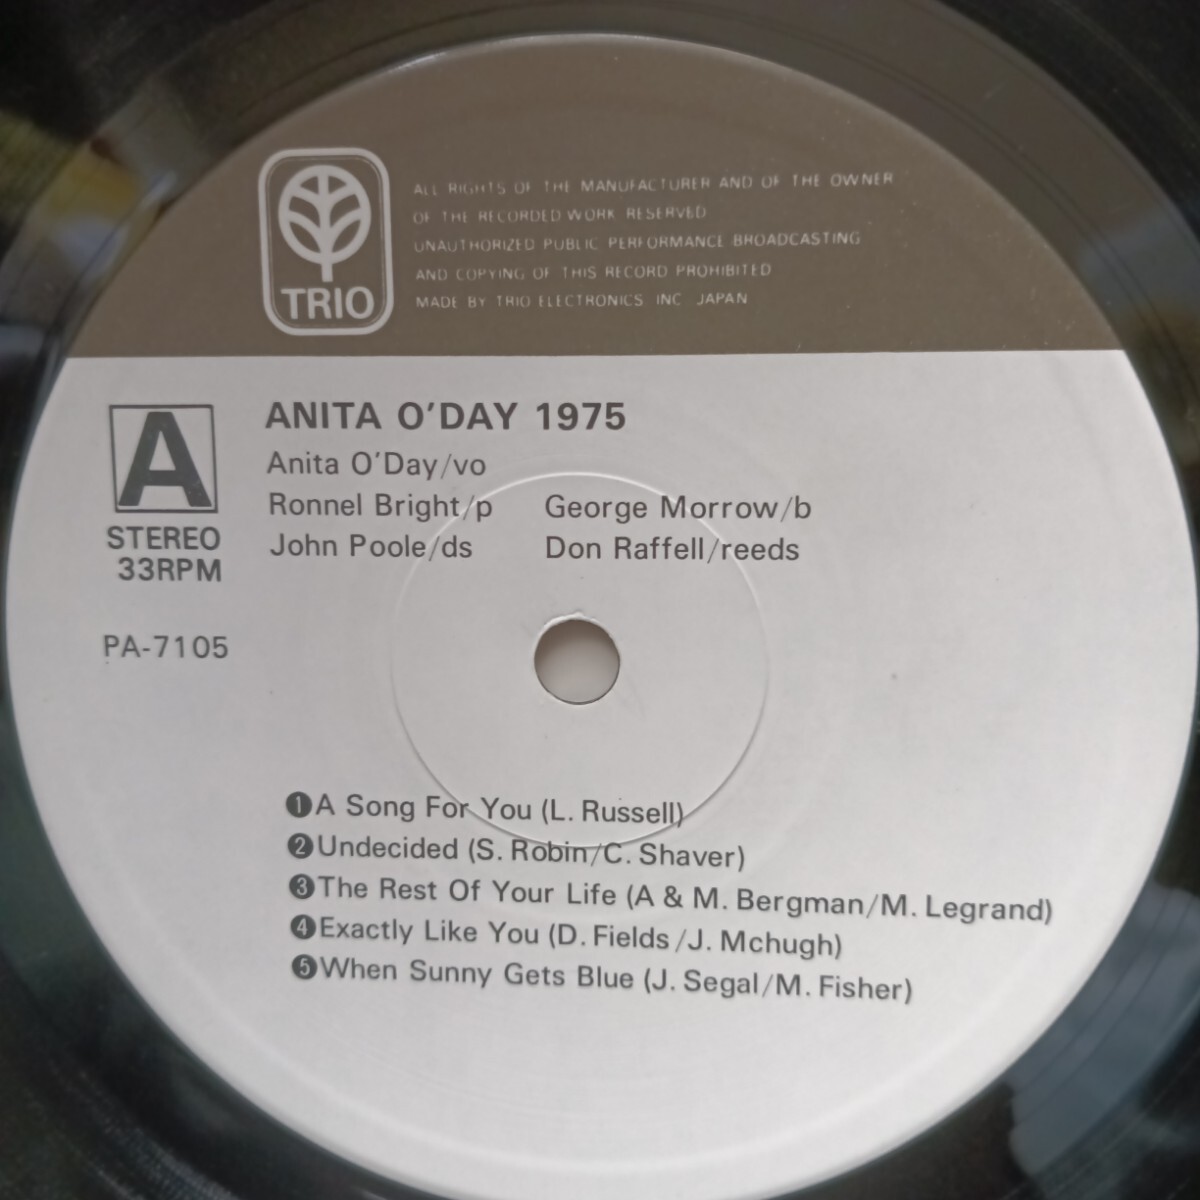 TRIO
ALL RIGHTS OF THE MANUFACTURER AND OF THE OWNER
OF THE RECORDED WORK RESERVED
UNAUTHORIZED PUBLIC PERFORMANCE BROADCASTING
AND COPYING OF THIS RECORD PROHIBITED
MADE BY TRIO ELECTRONICS INC JAPAN
A
STEREO
33RPM
PA-7105
ANITA O'DAY 1975
Anita O'Day/vo
Ronnel Bright/p George Morrow/b
John Poole/ds Don Raffell/reeds
❶A Song For You (L. Russell)
❷Undecided (S. Robin/C. Shaver)
❸The Rest Of Your Life (A & M. Bergman/M. Legrand)
❹Exactly Like You (D. Fields/J. Mchugh)
❺When Sunny Gets Blue (J. Segal/M. Fisher)